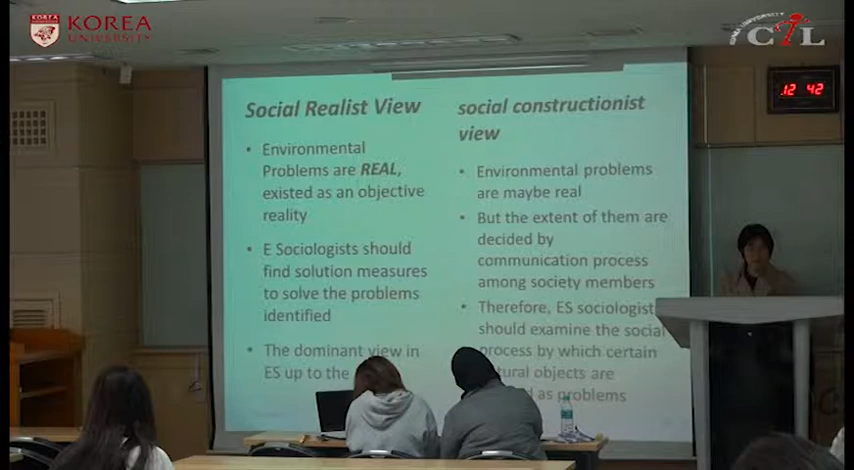 KOREA
UNIVERSITY
CTL
12 42
Social Realist View
• Environmental
Problems are REAL,
existed as an objective
reality
• E Sociologists should
find solution measures
to solve the problems
identified
• The dominant view in
ES up to the
social constructionist
view
• Environmental problems
are maybe real
• But the extent of them are
decided by
communication process
among society members
• Therefore, ES sociologist
should examine the social
process by which certain
objects are
as problems